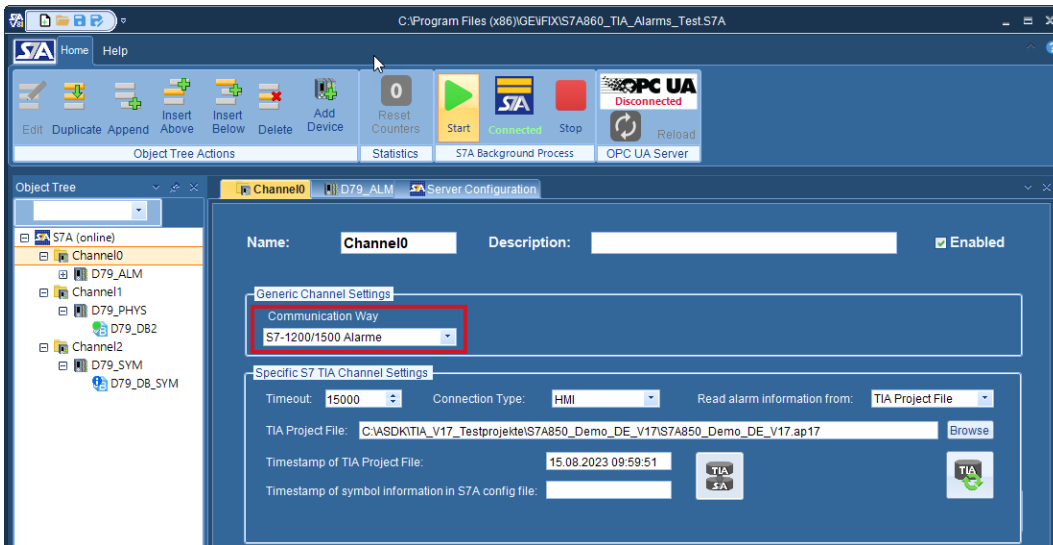 C:\Program Files (x86)\GE\iFIX\S7A860_TIA_Alarms_Test.S7A
S7A Home Help
Edit Duplicate Append Insert Above Insert Below Delete Add Device
Object Tree Actions
0
Reset Counters
Statistics
Start S7A Connected Stop
S7A Background Process
OPC UA
Disconnected
Reload
OPC UA Server
Object Tree
Channel0 D79_ALM Server Configuration
S7A (online)
Channel0
D79_ALM
Channel1
D79_PHYS
D79_DB2
Channel2
D79_SYM
D79_DB_SYM
Name: Channel0 Description: Enabled
Generic Channel Settings
Communication Way
S7-1200/1500 Alarme
Specific S7 TIA Channel Settings
Timeout: 15000 Connection Type: HMI Read alarm information from: TIA Project File
TIA Project File: C:\ASDK\TIA_V17_Testprojekte\S7A850_Demo_DE_V17\S7A850_Demo_DE_V17.ap17 Browse
Timestamp of TIA Project File: 15.08.2023 09:59:51
Timestamp of symbol information in S7A config file:
TIA
SA
TIA